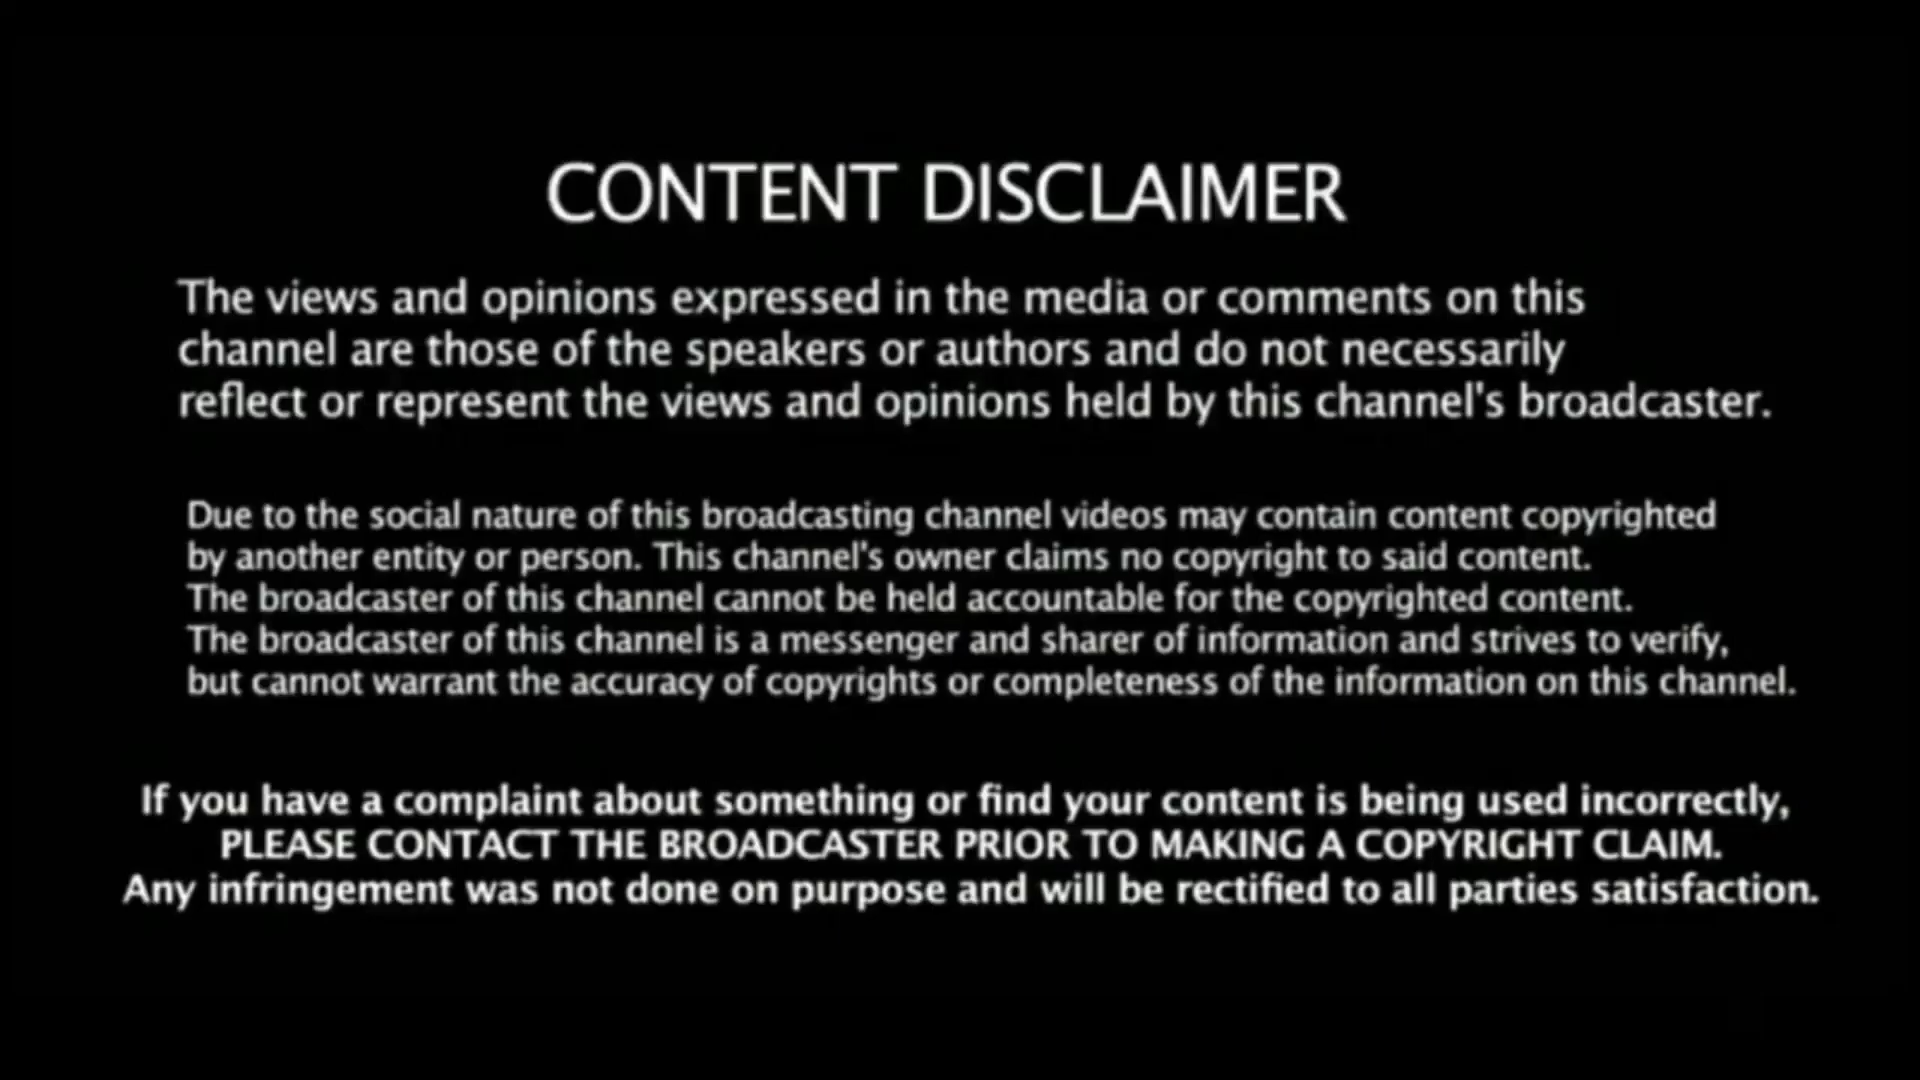 CONTENT DISCLAIMER
The views and opinions expressed in the media or comments on this
channel are those of the speakers or authors and do not necessarily
reflect or represent the views and opinions held by this channel's broadcaster.
Due to the social nature of this broadcasting channel videos may contain content copyrighted
by another entity or person. This channel's owner claims no copyright to said content.
The broadcaster of this channel cannot be held accountable for the copyrighted content.
The broadcaster of this channel is a messenger and sharer of information and strives to verify,
but cannot warrant the accuracy of copyrights or completeness of the information on this channel.
If you have a complaint about something or find your content is being used incorrectly,
PLEASE CONTACT THE BROADCASTER PRIOR TO MAKING A COPYRIGHT CLAIM.
Any infringement was not done on purpose and will be rectified to all parties satisfaction.